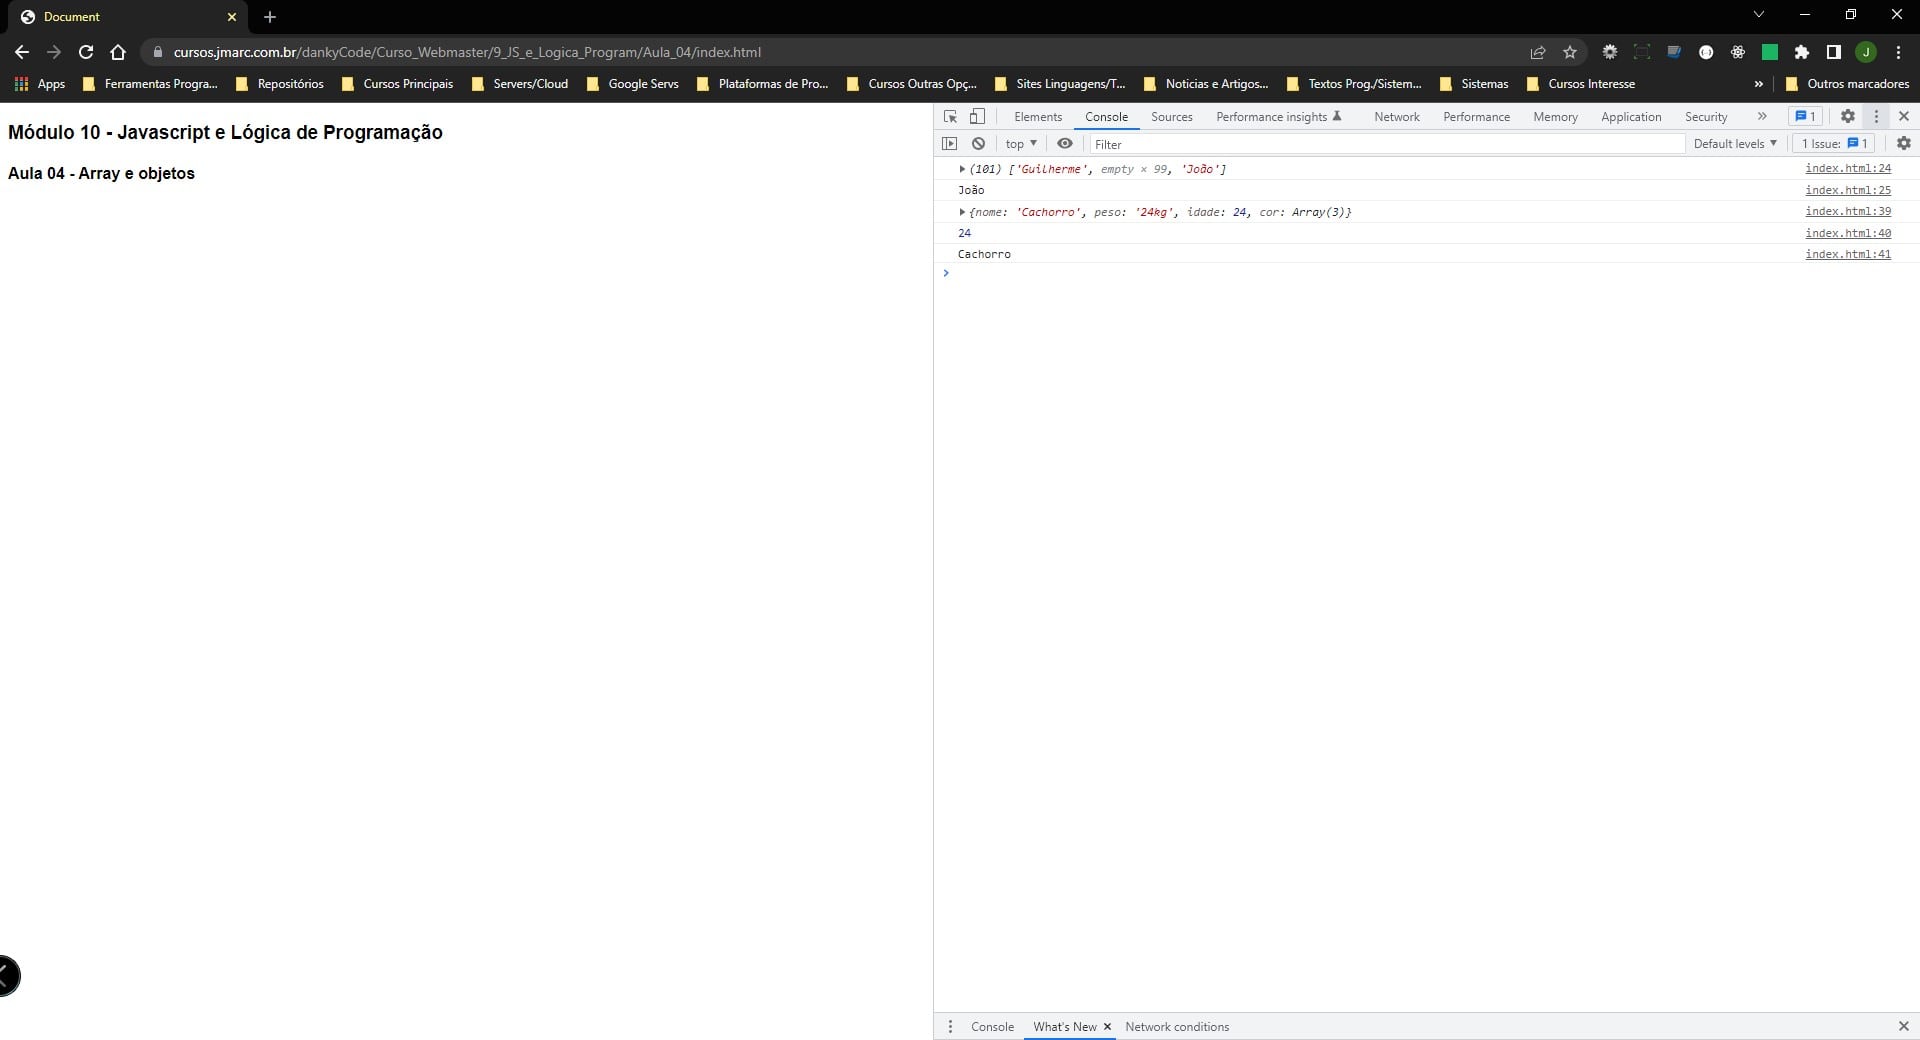 Document
cursos.jmarc.com.br/dankyCode/Curso_Webmaster/9_JS_e_Logica_Program/Aula_04/index.html
J
Apps Ferramentas Progra... Repositórios Cursos Principais Servers/Cloud Google Servs Plataformas de Pro... Cursos Outras Opç... Sites Linguagens/T... Noticias e Artigos... Textos Prog./Sistem... Sistemas Cursos Interesse » Outros marcadores
Módulo 10 - Javascript e Lógica de Programação
Aula 04 - Array e objetos
Elements Console Sources Performance insights Network Performance Memory Application Security » 1
top Filter Default levels 1 Issue: 1
(101) ['Guilherme', empty × 99, 'João'] index.html:24
João index.html:25
{nome: 'Cachorro', peso: '24kg', idade: 24, cor: Array(3)} index.html:39
24 index.html:40
Cachorro index.html:41
Console What's New Network conditions